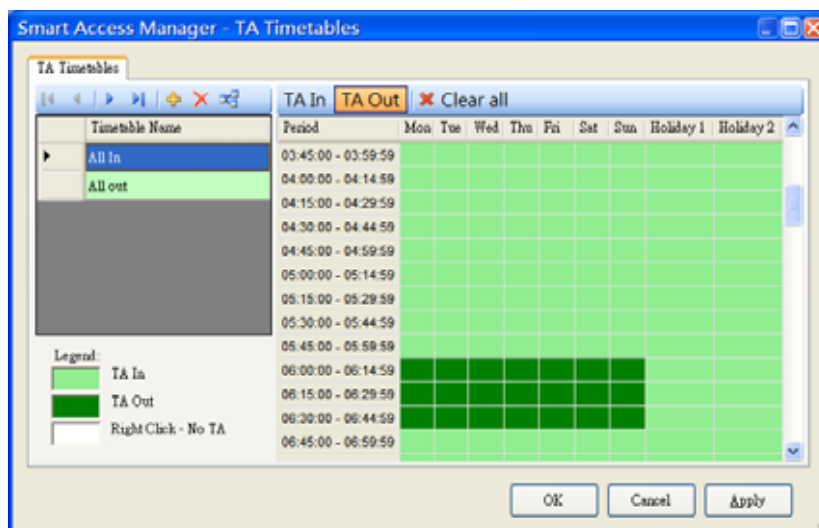 Smart Access Manager - TA Timetables
TA Timetables
TA In TA Out Clear all
Timetable Name
All In
All out
Period Mon Tue Wed Thu Fri Sat Sun Holiday 1 Holiday 2
03:45:00 - 03:59:59
04:00:00 - 04:14:59
04:15:00 - 04:29:59
04:30:00 - 04:44:59
04:45:00 - 04:59:59
05:00:00 - 05:14:59
05:15:00 - 05:29:59
05:30:00 - 05:44:59
05:45:00 - 05:59:59
06:00:00 - 06:14:59
06:15:00 - 06:29:59
06:30:00 - 06:44:59
06:45:00 - 06:59:59
Legend:
TA In
TA Out
Right Click - No TA
OK Cancel Apply